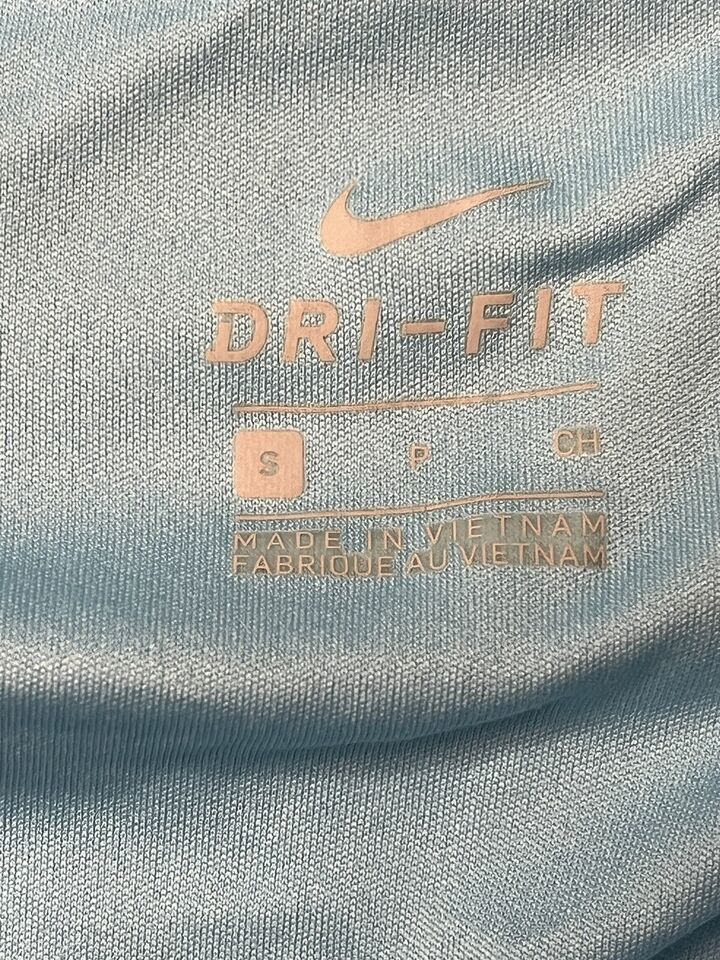 DRI-FIT
S P CH
MADE IN VIETNAM
FABRIQUE AU VIETNAM